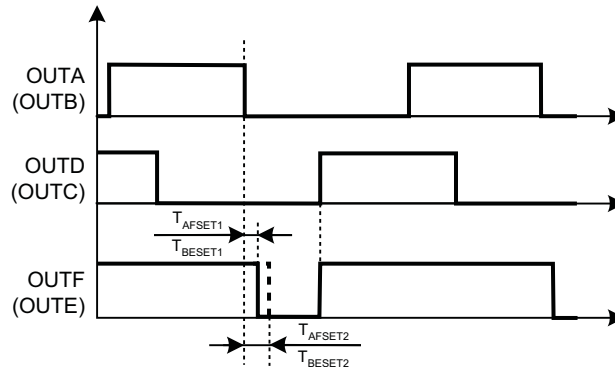 OUTA
(OUTB)
OUTD
(OUTC)
TAFSET1
TBESET1
OUTF
(OUTE)
TAFSET2
TBESET2